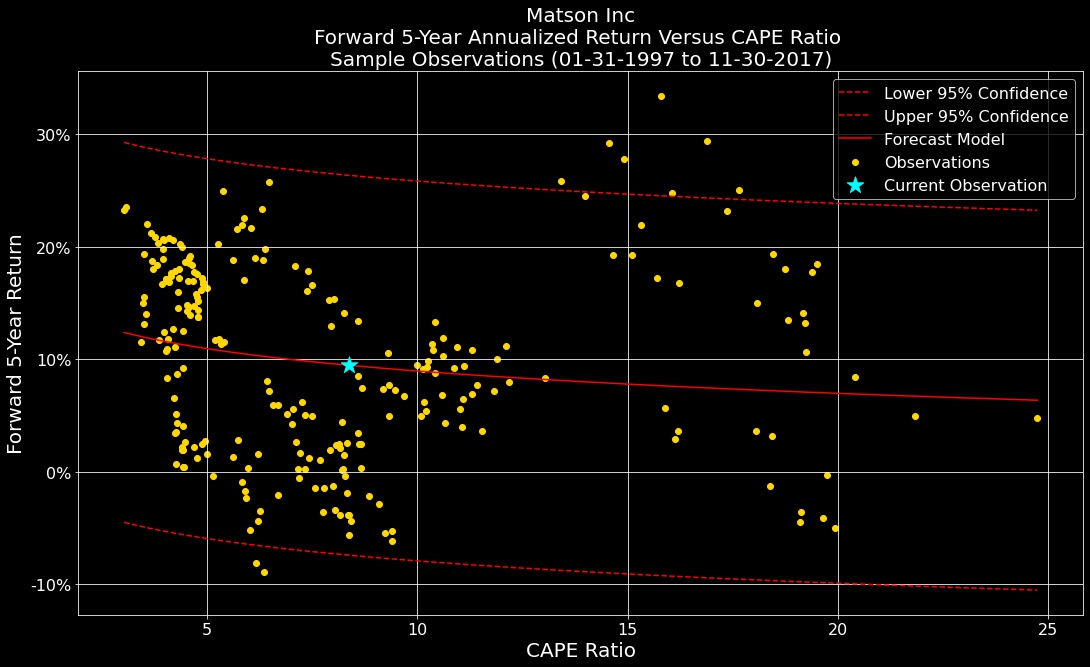 Matson Inc
Forward 5-Year Annualized Return Versus CAPE Ratio
Sample Observations (01-31-1997 to 11-30-2017)
Lower 95% Confidence
Upper 95% Confidence
Forecast Model
Observations
Current Observation
Forward 5-Year Return
30%
20%
10%
0%
-10%
5
10
15
20
25
CAPE Ratio